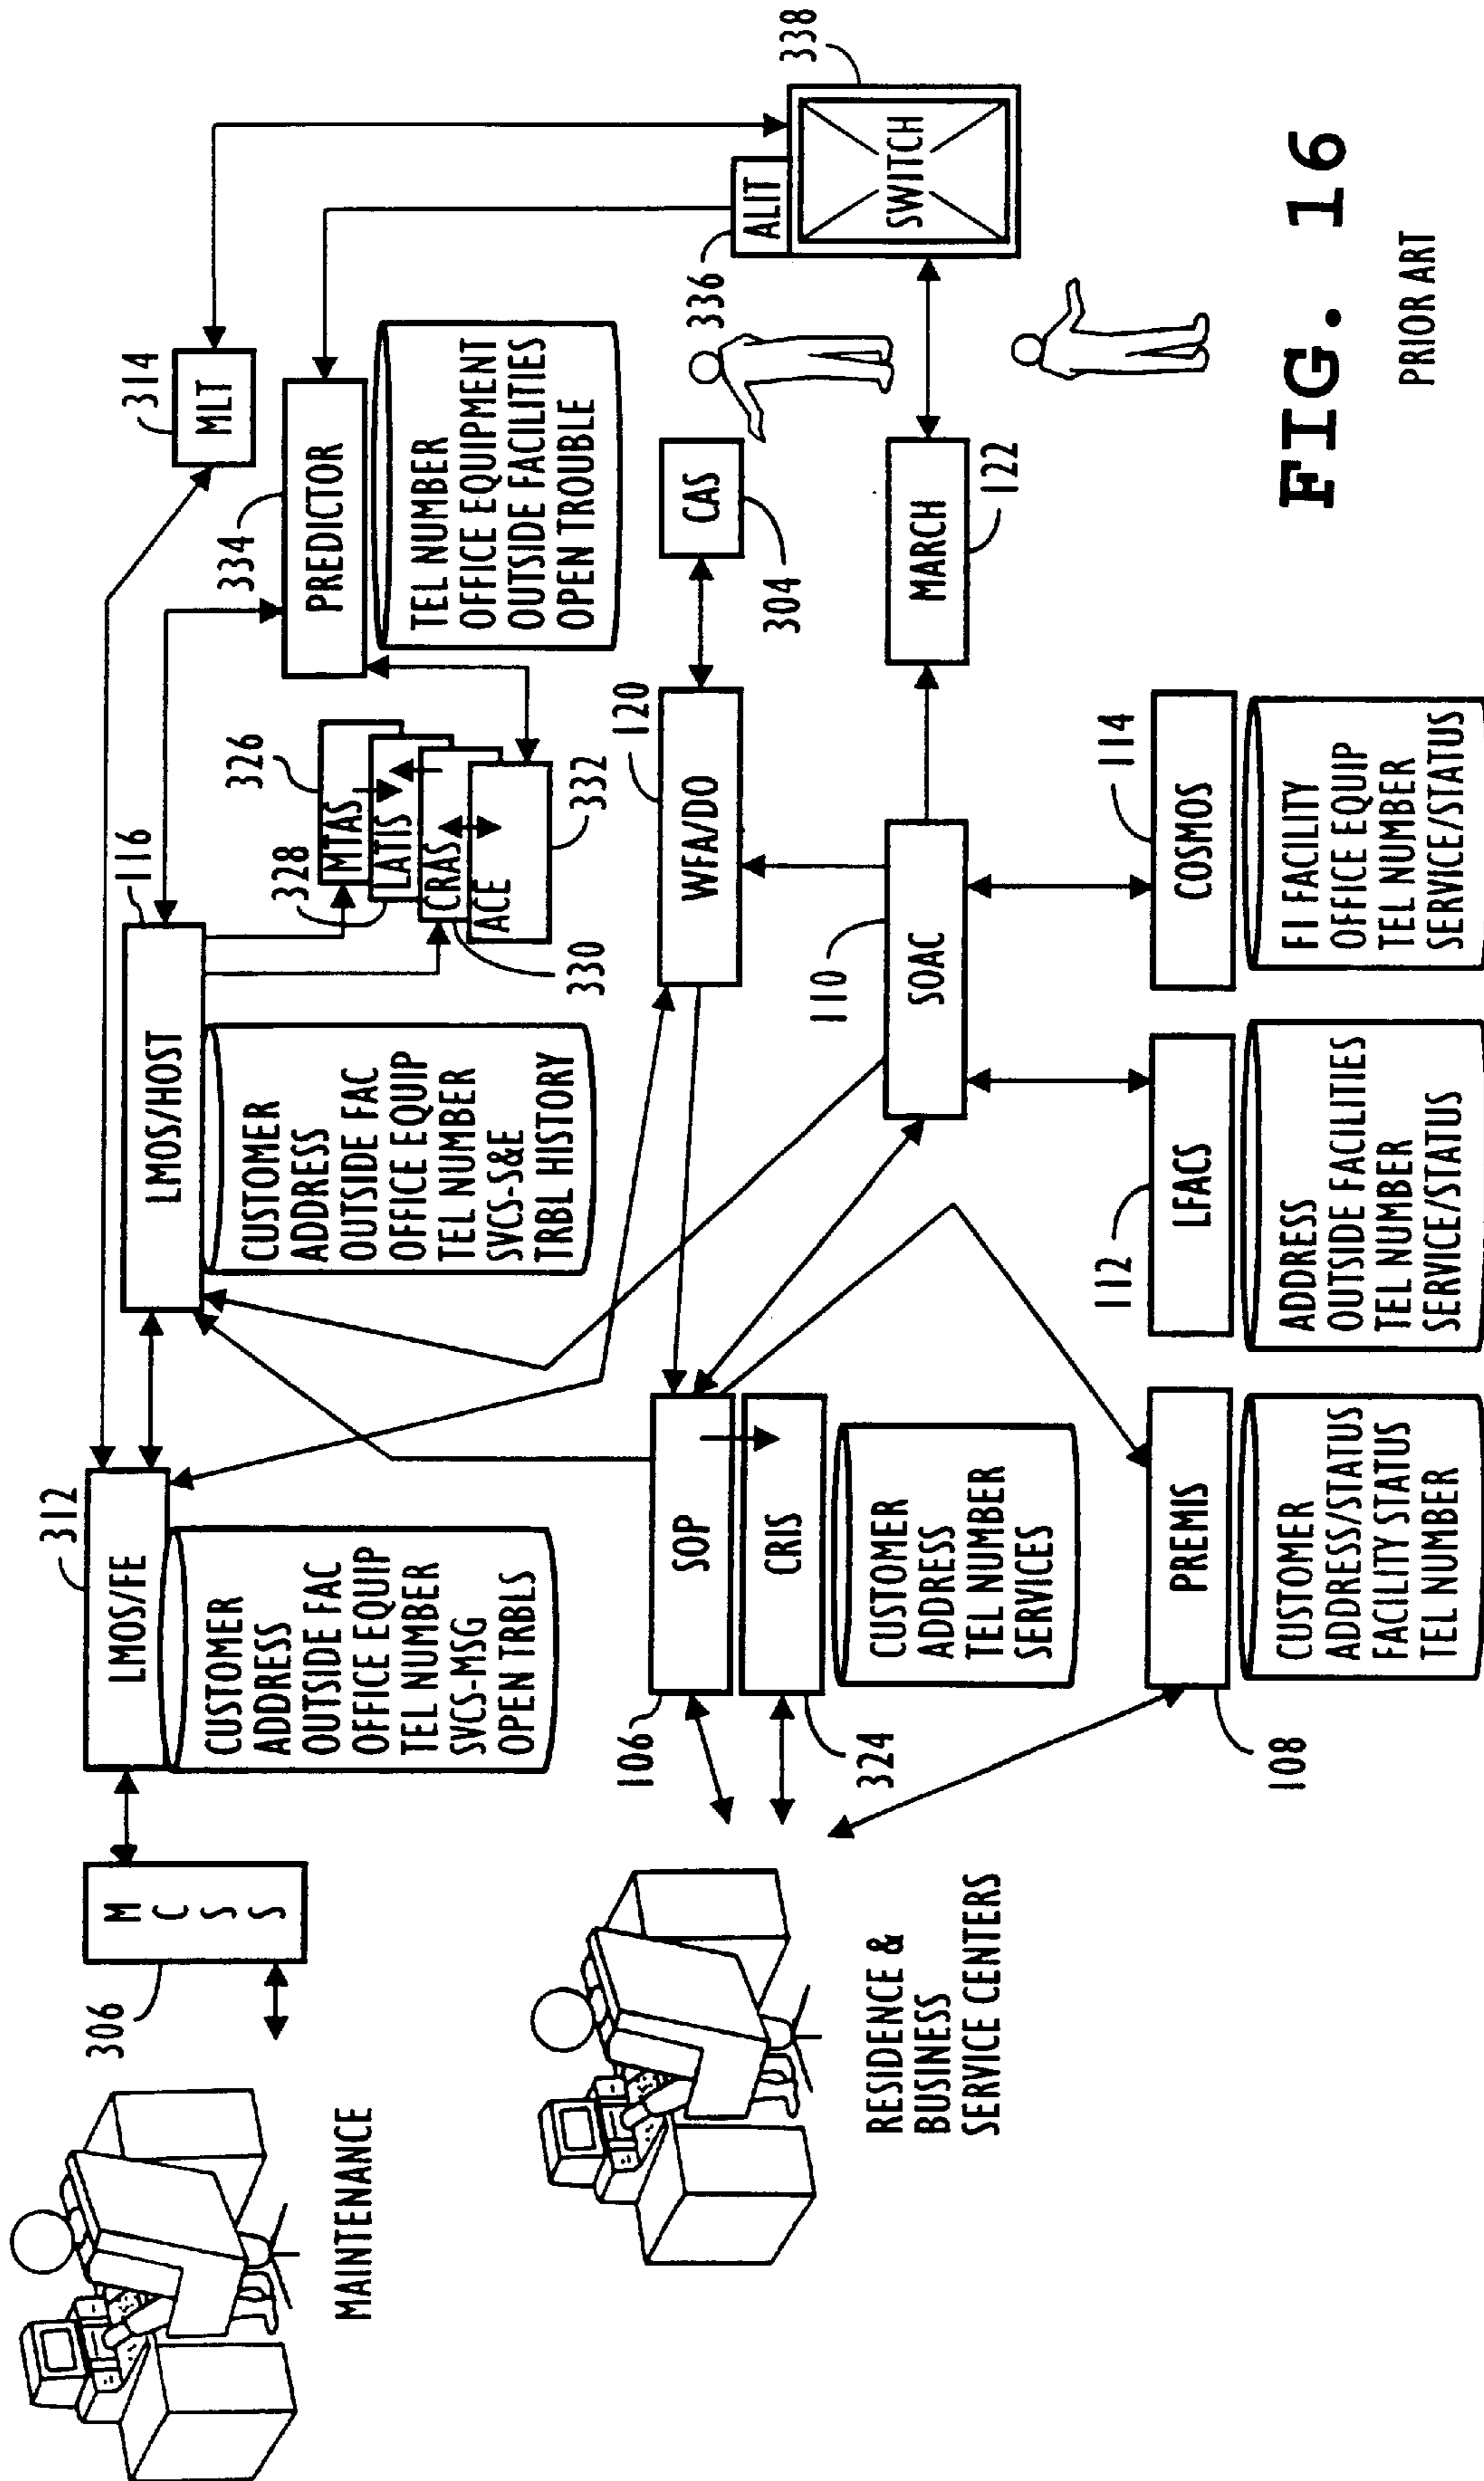 MAINTENANCE
306
M
C
S
S
312
LMOS/FE
CUSTOMER
ADDRESS
OUTSIDE FAC
OFFICE EQUIP
TEL NUMBER
SVCS-MSG
OPEN TRBLS
116
LMOS/HOST
CUSTOMER
ADDRESS
OUTSIDE FAC
OFFICE EQUIP
TEL NUMBER
SVCS-S&E
TRBL HISTORY
326
328
MTAS
LATIS
CRAS
ACE
330
332
334
PREDICTOR
TEL NUMBER
OFFICE EQUIPMENT
OUTSIDE FACILITIES
OPEN TROUBLE
314
MLT
336
ALIT
SWITCH
338
RESIDENCE &
BUSINESS
SERVICE CENTERS
106
SOP
CRIS
324
CUSTOMER
ADDRESS
TEL NUMBER
SERVICES
120
WFA/DO
CAS
304
110
SOAC
MARCH
122
PREMIS
108
CUSTOMER
ADDRESS/STATUS
FACILITY STATUS
TEL NUMBER
112
LFACS
ADDRESS
OUTSIDE FACILITIES
TEL NUMBER
SERVICE/STATUS
114
COSMOS
FI FACILITY
OFFICE EQUIP
TEL NUMBER
SERVICE/STATUS
FIG. 16
PRIOR ART